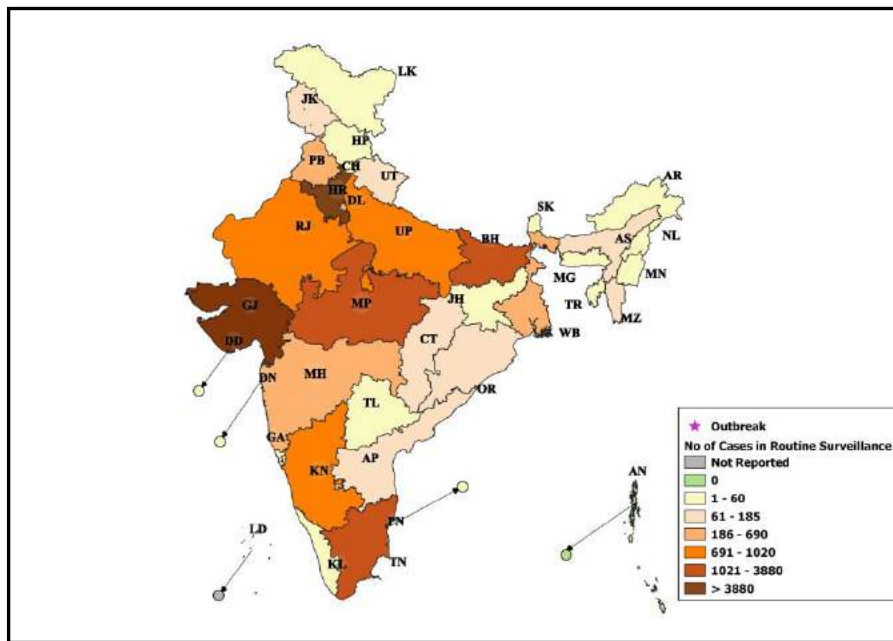 LK
JK
HP
PB
CH
UT
HR
DL
AR
SK
RJ
UP
BH
AS
NL
MG
MN
GJ
MP
JH
TR
MZ
WB
DD
CT
DN
MH
OR
TL
GA
AP
KN
AN
PN
LD
KL
TN
Outbreak
No of Cases in Routine Surveillance
Not Reported
0
1 - 60
61 - 185
186 - 690
691 - 1020
1021 - 3880
> 3880